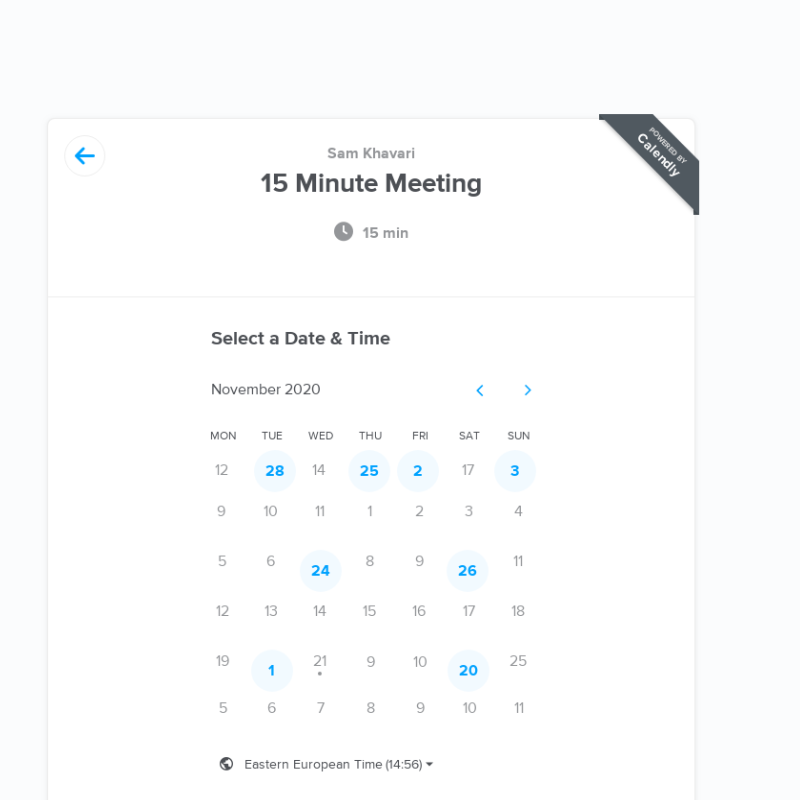 POWERED BY
Calendly
Sam Khavari
15 Minute Meeting
15 min
Select a Date & Time
November 2020
MON TUE WED THU FRI SAT SUN
12 28 14 25 2 17 3
9 10 11 1 2 3 4
5 6 24 8 9 26 11
12 13 14 15 16 17 18
19 1 21 9 10 20 25
5 6 7 8 9 10 11
Eastern European Time (14:56)